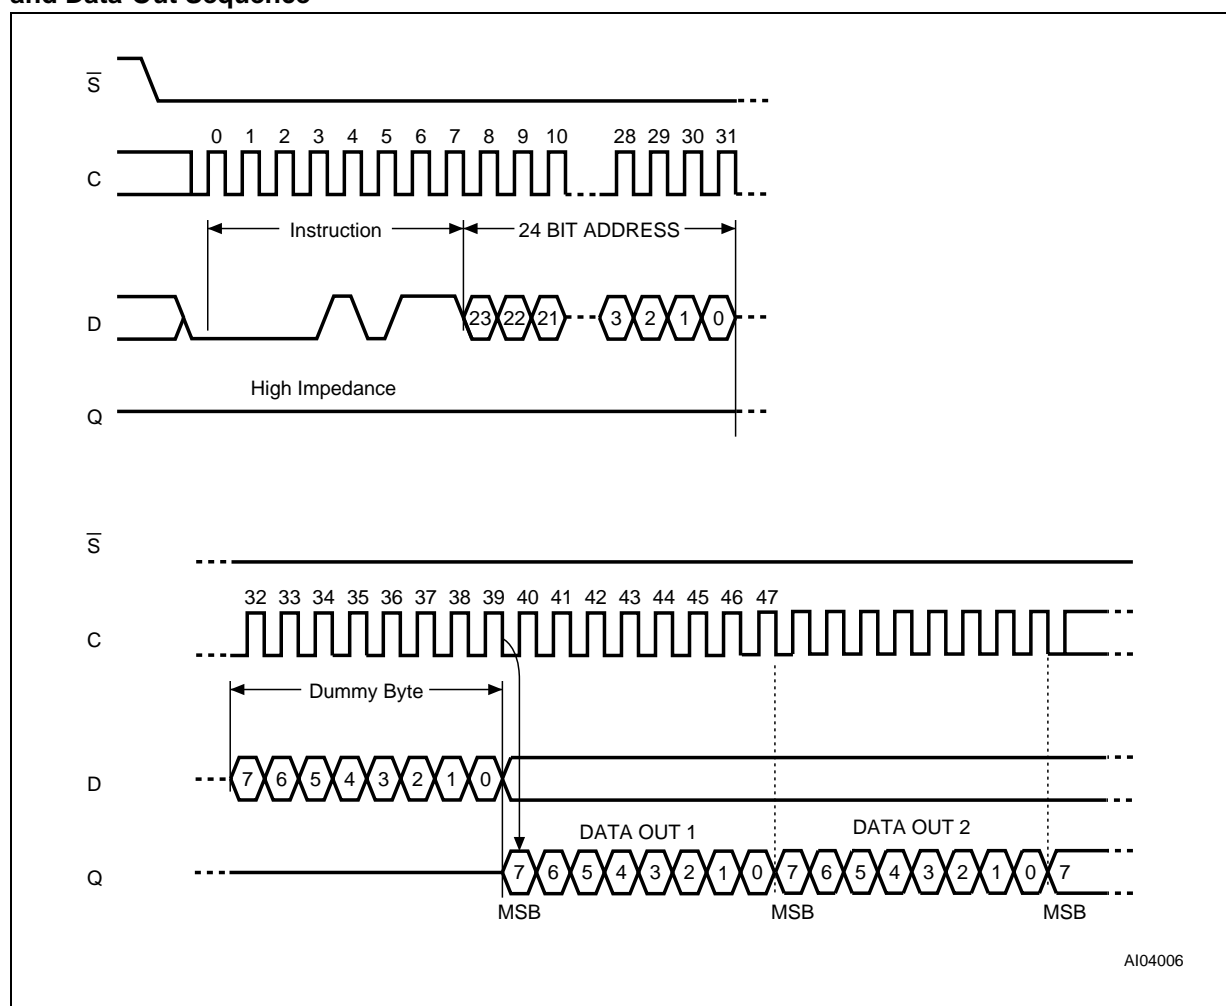 and Data-Out Sequence
S
0 1 2 3 4 5 6 7 8 9 10 28 29 30 31
C
Instruction 24 BIT ADDRESS
D 23 22 21 3 2 1 0
High Impedance
Q
S
32 33 34 35 36 37 38 39 40 41 42 43 44 45 46 47
C
Dummy Byte
D 7 6 5 4 3 2 1 0
DATA OUT 1 DATA OUT 2
Q 7 6 5 4 3 2 1 0 7 6 5 4 3 2 1 0 7
MSB MSB MSB
AI04006